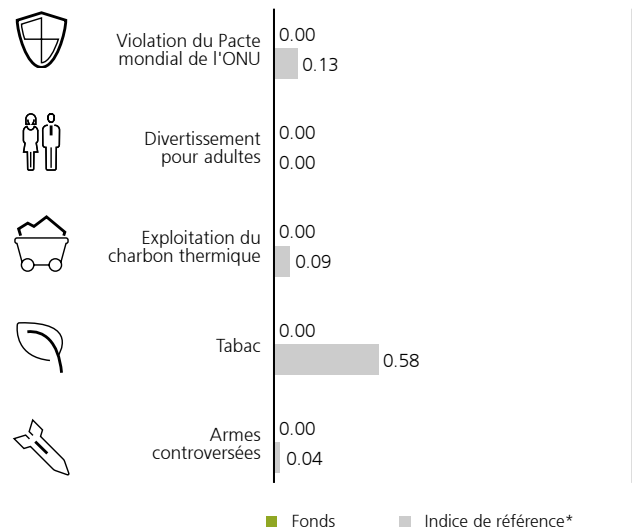 Violation du Pacte
mondial de l'ONU
0.00
0.13
Divertissement
pour adultes
0.00
0.00
Exploitation du
charbon thermique
0.00
0.09
Tabac
0.00
0.58
Armes
controversées
0.00
0.04
Fonds
Indice de référence*